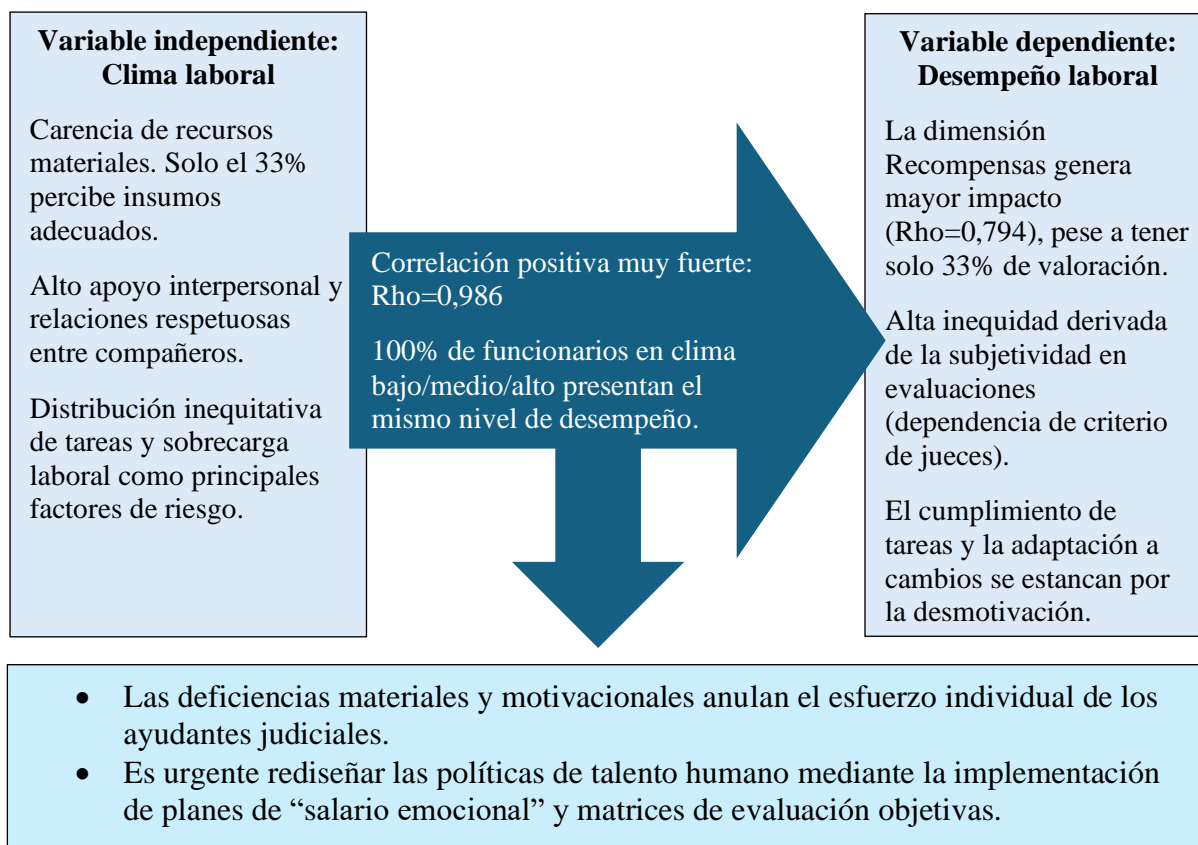 Variable independiente:
Clima laboral
Carencia de recursos
materiales. Solo el 33%
percibe insumos
adecuados.
Alto apoyo interpersonal y
relaciones respetuosas
entre compañeros.
Distribución inequitativa
de tareas y sobrecarga
laboral como principales
factores de riesgo.
Correlación positiva muy fuerte:
Rho=0,986
100% de funcionarios en clima
bajo/medio/alto presentan el
mismo nivel de desempeño.
Variable dependiente:
Desempeño laboral
La dimensión
Recompensas genera
mayor impacto
(Rho=0,794), pese a tener
solo 33% de valoración.
Alta inequidad derivada
de la subjetividad en
evaluaciones
(dependencia de criterio
de jueces).
El cumplimiento de
tareas y la adaptación a
cambios se estancan por
la desmotivación.
• Las deficiencias materiales y motivacionales anulan el esfuerzo individual de los
ayudantes judiciales.
• Es urgente rediseñar las políticas de talento humano mediante la implementación
de planes de “salario emocional” y matrices de evaluación objetivas.